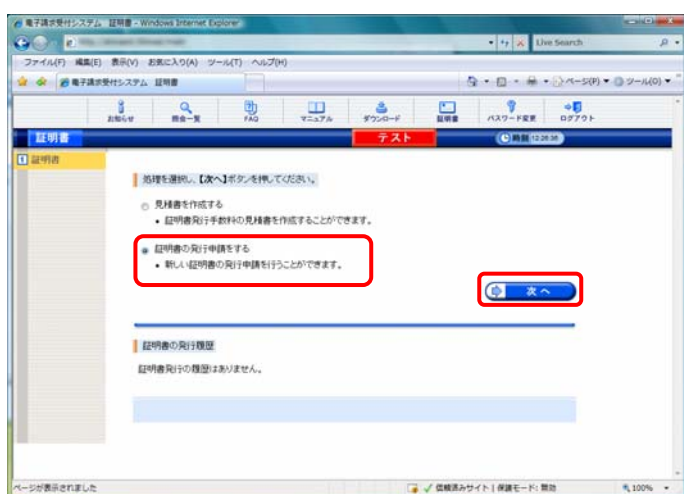 電子請求受付システム 証明書 - Windows Internet Explorer
Live Search
ファイル(F) 編集(E) 表示(V) お気に入り(A) ツール(T) ヘルプ(H)
電子請求受付システム 証明書
ページ(P) ツール(O)
お知らせ 照会一覧 FAQ マニュアル ダウンロード 証明書 パスワード変更 ログアウト
証明書 テスト 時刻 12:26:36
証明書
処理を選択し、【次へ】ボタンを押してください。
見積書を作成する
• 証明書発行手数料の見積書を作成することができます。
証明書の発行申請をする
• 新しい証明書の発行申請を行うことができます。
次 へ
証明書の発行履歴
証明書発行の履歴はありません。
ページが表示されました 信頼済みサイト | 保護モード: 無効 100%